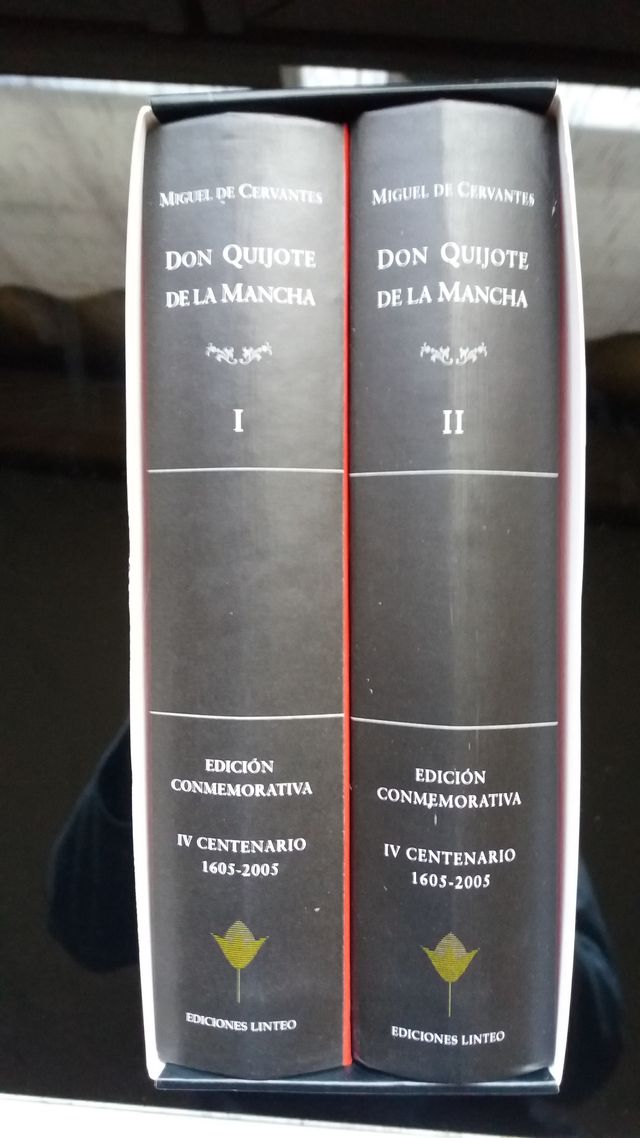 MIGUEL DE CERVANTES
DON QUIJOTE
DE LA MANCHA
I
EDICIÓN
CONMEMORATIVA
IV CENTENARIO
1605-2005
EDICIONES LINTEO
MIGUEL DE CERVANTES
DON QUIJOTE
DE LA MANCHA
II
EDICIÓN
CONMEMORATIVA
IV CENTENARIO
1605-2005
EDICIONES LINTEO